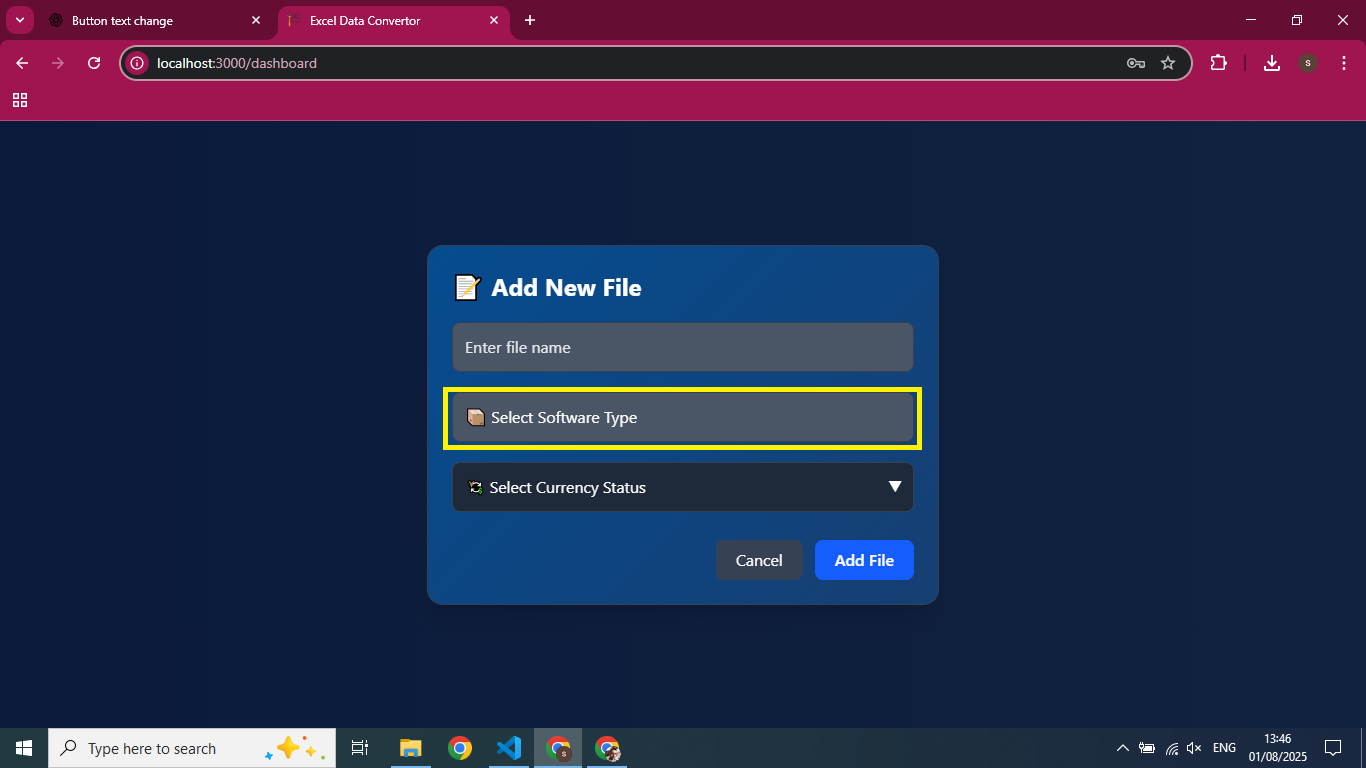 Button text change
Excel Data Convertor
localhost:3000/dashboard
s
Add New File
Enter file name
Select Software Type
Select Currency Status
Cancel
Add File
Type here to search
s
ENG
13:46
01/08/2025